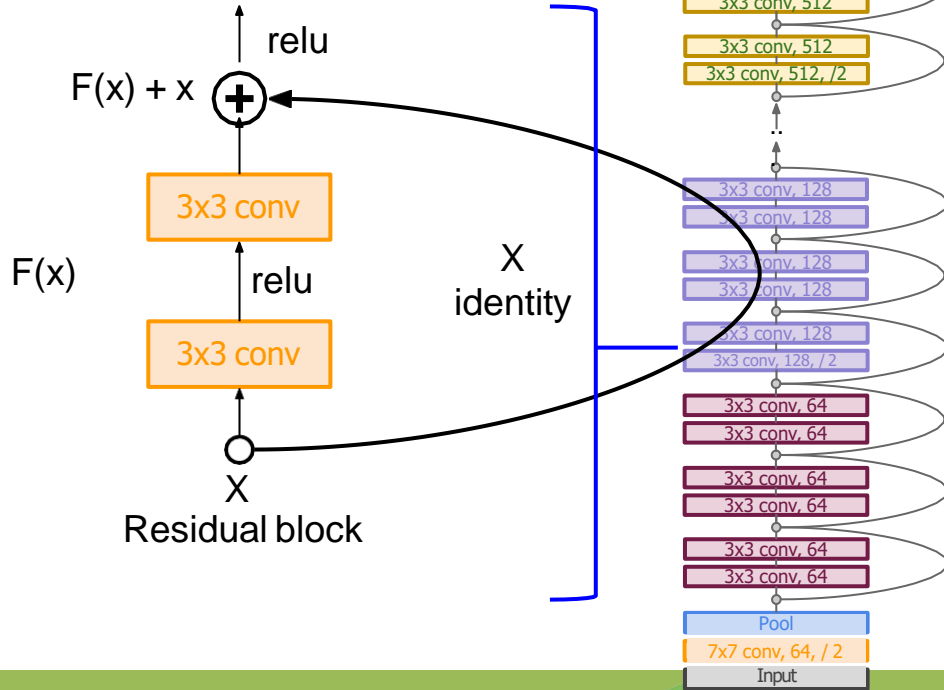 relu
F(x) + x
3x3 conv
F(x)
relu
X
identity
3x3 conv
X
Residual block
3x3 conv, 512
3x3 conv, 512
3x3 conv, 512, /2
..
.
3x3 conv, 128
3x3 conv, 128
3x3 conv, 128
3x3 conv, 128
3x3 conv, 128
3x3 conv, 128, / 2
3x3 conv, 64
3x3 conv, 64
3x3 conv, 64
3x3 conv, 64
3x3 conv, 64
3x3 conv, 64
Pool
7x7 conv, 64, / 2
Input